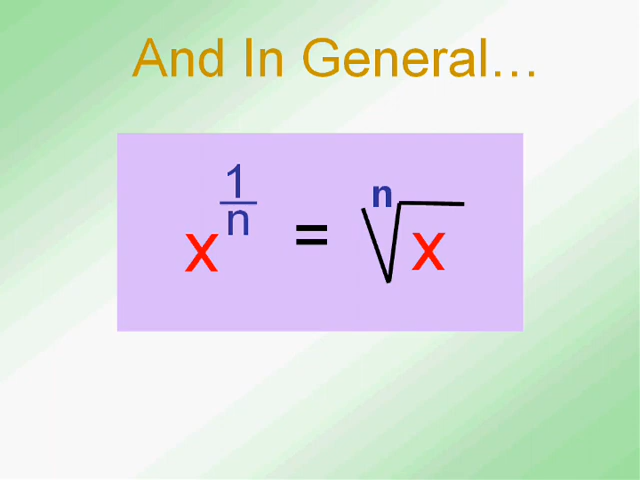 And In General…
x^(1/n) = ⁿ√x